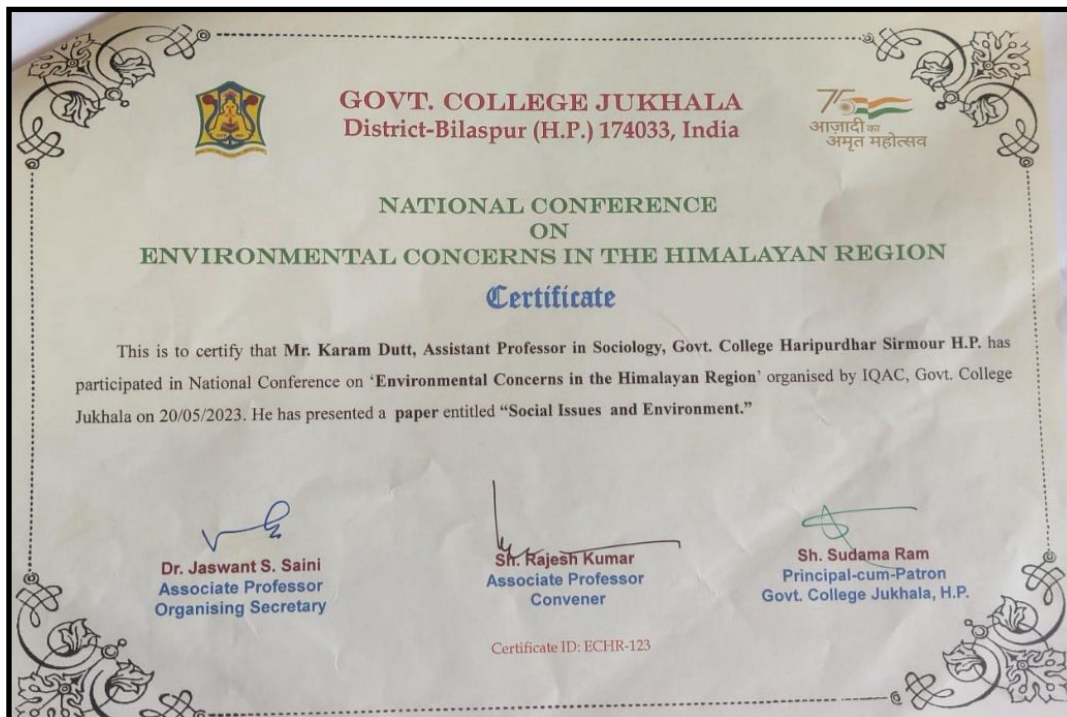 GOVT. COLLEGE JUKHALA
District-Bilaspur (H.P.) 174033, India
75
आज़ादी का
अमृत महोत्सव
NATIONAL CONFERENCE
ON
ENVIRONMENTAL CONCERNS IN THE HIMALAYAN REGION
Certificate
This is to certify that Mr. Karam Dutt, Assistant Professor in Sociology, Govt. College Haripurdhar Sirmour H.P. has
participated in National Conference on ‘Environmental Concerns in the Himalayan Region’ organised by IQAC, Govt. College
Jukhala on 20/05/2023. He has presented a paper entitled “Social Issues and Environment.”
Dr. Jaswant S. Saini
Associate Professor
Organising Secretary
Sh. Rajesh Kumar
Associate Professor
Convener
Sh. Sudama Ram
Principal-cum-Patron
Govt. College Jukhala, H.P.
Certificate ID: ECHR-123